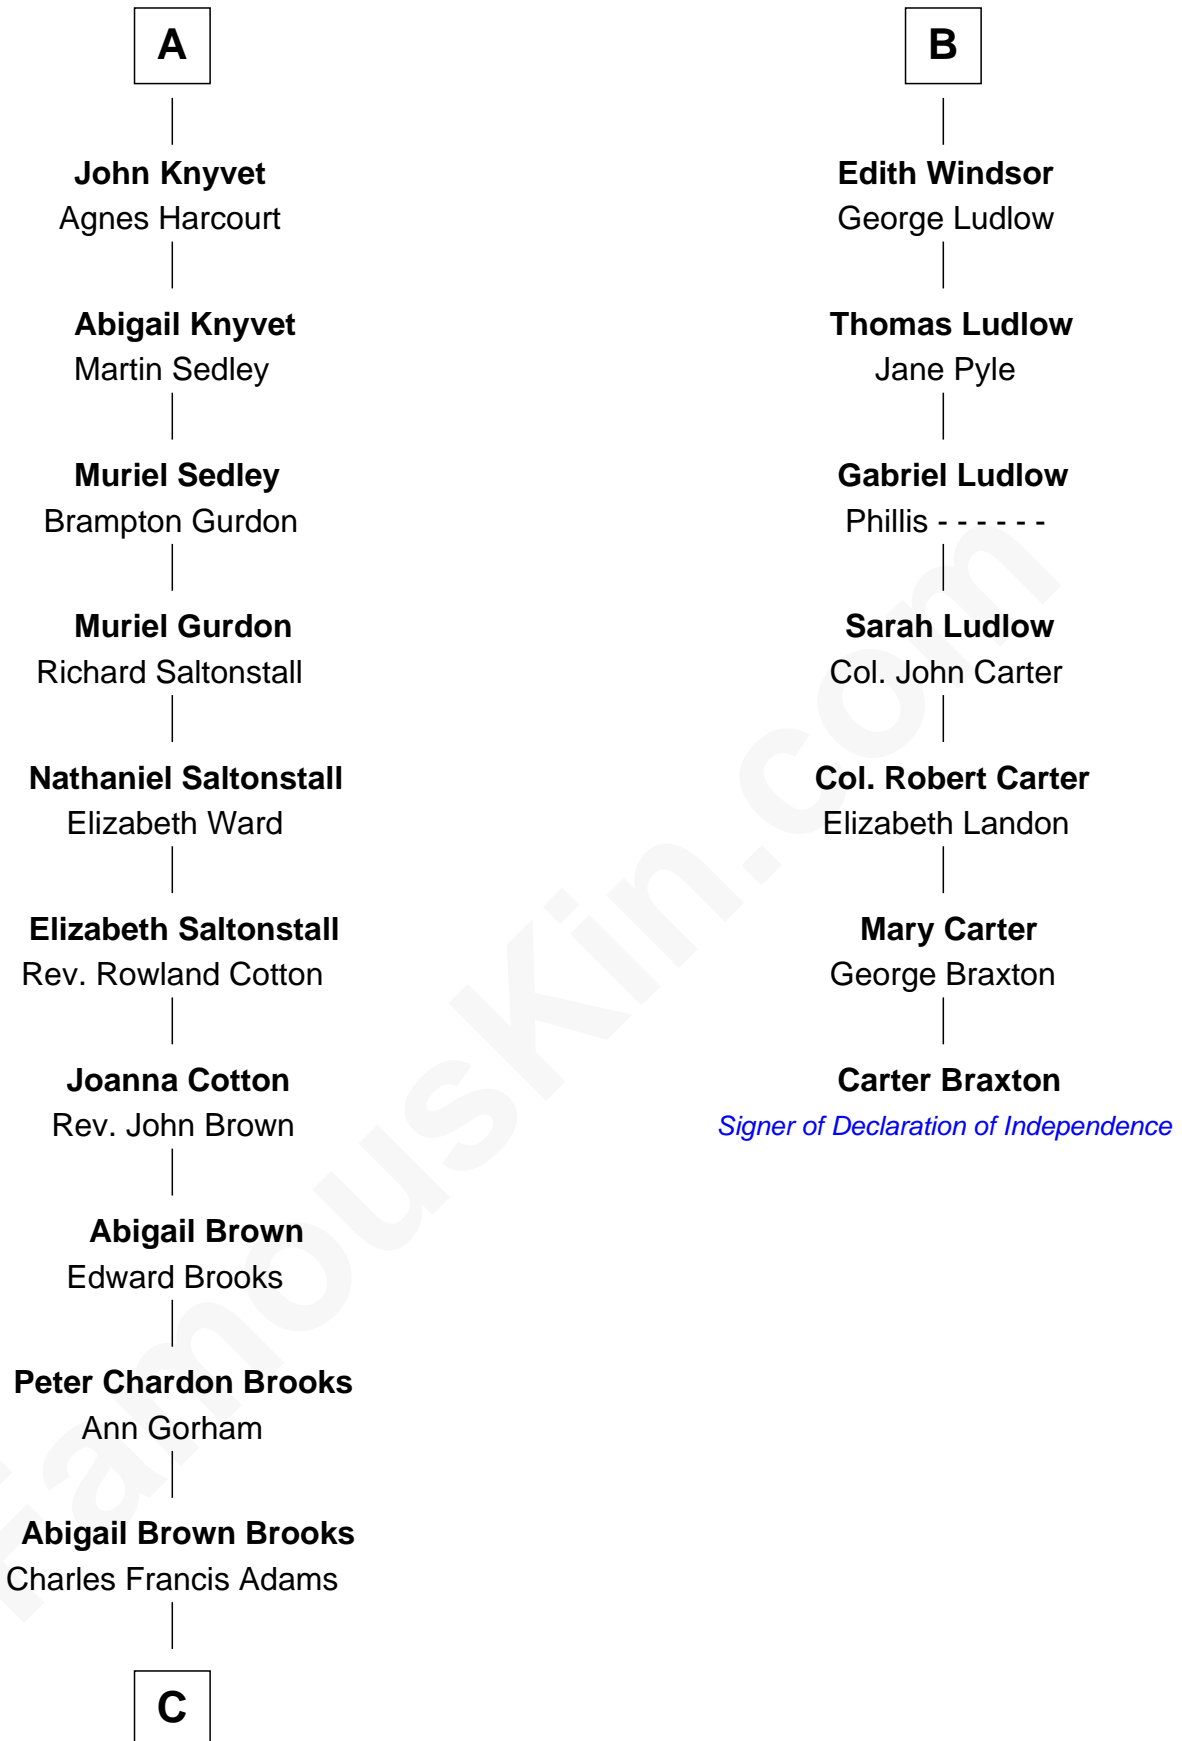 A
John Knyvet
Agnes Harcourt
Abigail Knyvet
Martin Sedley
Muriel Sedley
Brampton Gurdon
Muriel Gurdon
Richard Saltonstall
Nathaniel Saltonstall
Elizabeth Ward
Elizabeth Saltonstall
Rev. Rowland Cotton
Joanna Cotton
Rev. John Brown
Abigail Brown
Edward Brooks
Peter Chardon Brooks
Ann Gorham
Abigail Brown Brooks
Charles Francis Adams
C
B
Edith Windsor
George Ludlow
Thomas Ludlow
Jane Pyle
Gabriel Ludlow
Phillis - - - - - -
Sarah Ludlow
Col. John Carter
Col. Robert Carter
Elizabeth Landon
Mary Carter
George Braxton
Carter Braxton
Signer of Declaration of Independence
FamousKin.com